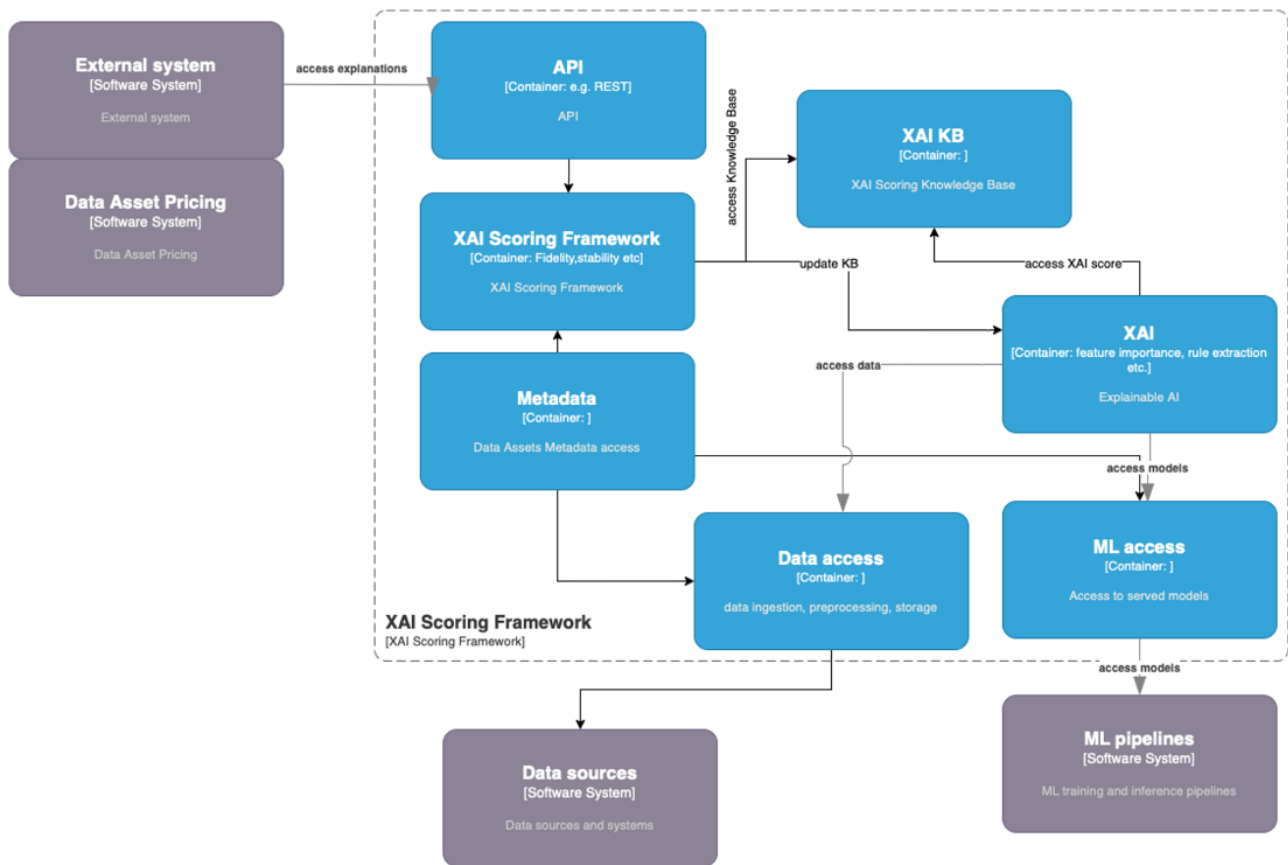 External system
[Software System]
External system
Data Asset Pricing
[Software System]
Data Asset Pricing
access explanations
API
[Container: e.g. REST]
API
XAI Scoring Framework
[Container: Fidelity,stability etc]
XAI Scoring Framework
access Knowledge Base
update KB
XAI KB
[Container: ]
XAI Scoring Knowledge Base
access XAI score
XAI
[Container: feature importance, rule extraction
etc.]
Explainable AI
access data
Metadata
[Container: ]
Data Assets Metadata access
access models
Data access
[Container: ]
data ingestion, preprocessing, storage
ML access
[Container: ]
Access to served models
XAI Scoring Framework
[XAI Scoring Framework]
access models
Data sources
[Software System]
Data sources and systems
ML pipelines
[Software System]
ML training and inference pipelines